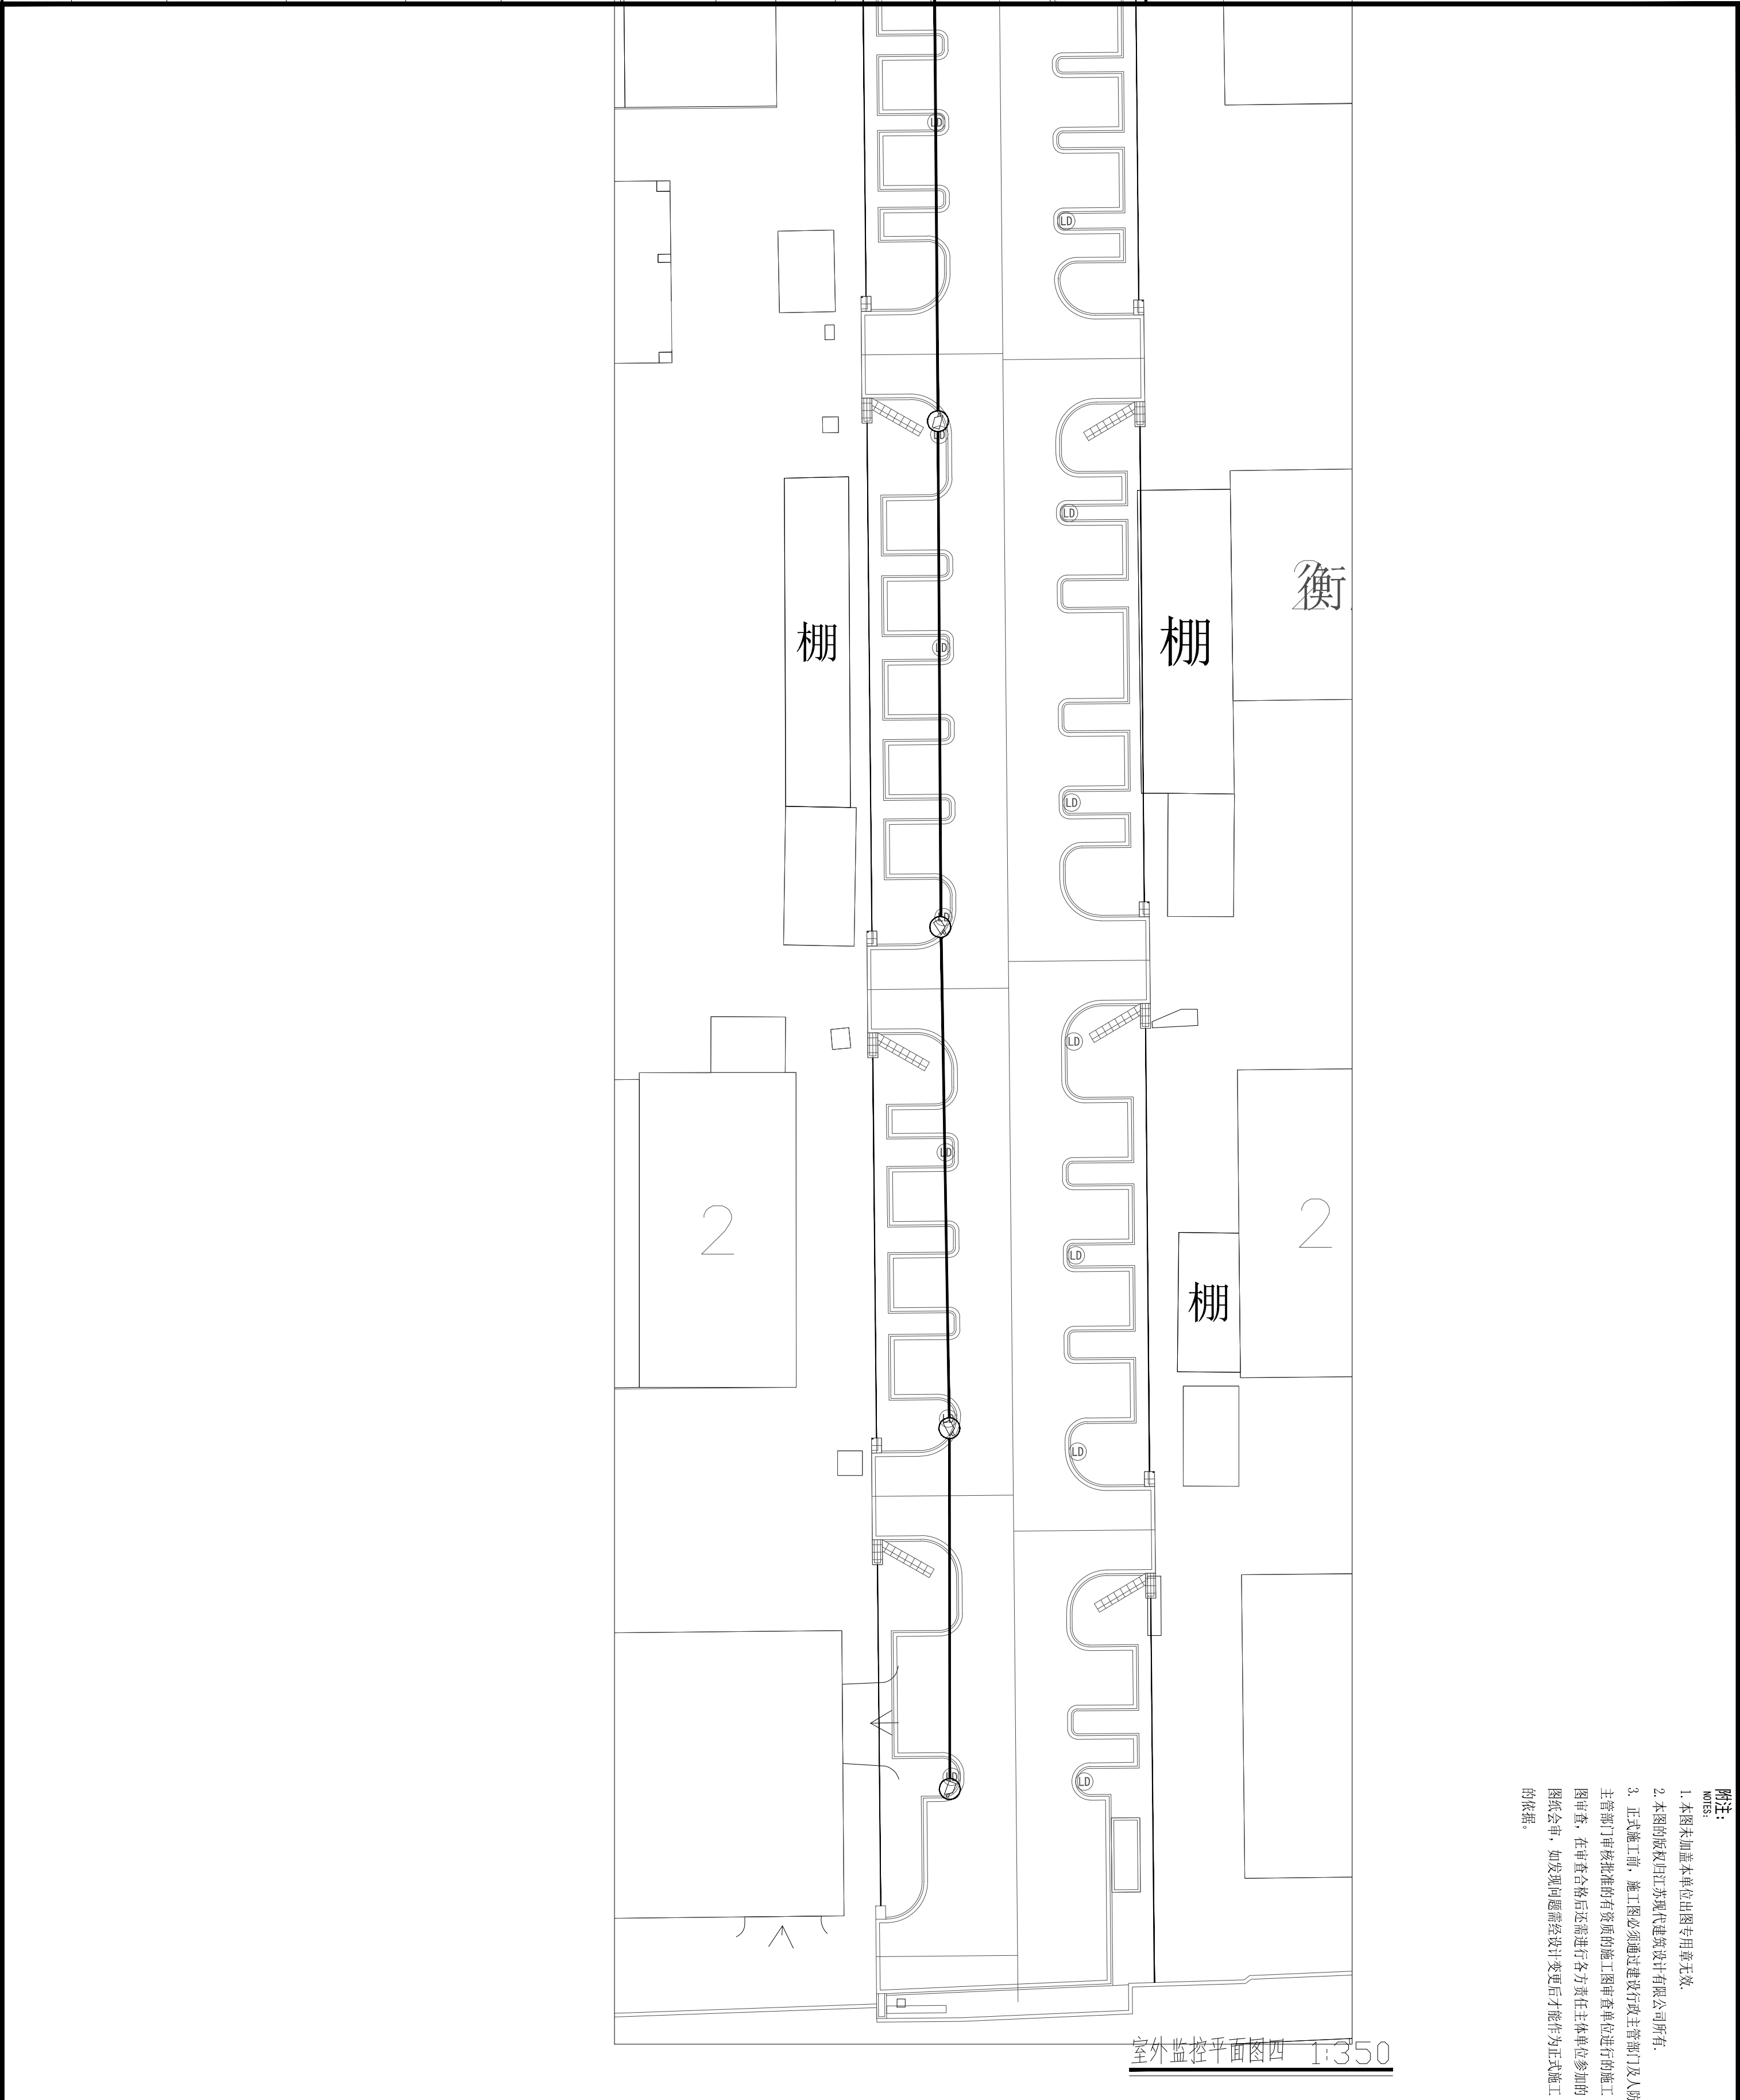 LD
LD
LD
LD
衡
2
棚
棚
LD
LD
LD
LD
LD
2
2
LD
棚
LD
LD
LD
LD
室外监控平面图四 1:350
附注:
NOTES:
1. 本图未加盖本单位出图专用章无效.
2. 本图的版权归江苏现代建筑设计有限公司所有.
3. 正式施工前，施工图必须通过建设行政主管部门及人防
主管部门审核批准的有资质的施工图审查单位进行的施工
图审查，在审查合格后还需进行各方责任主体单位参加的
图纸会审，如发现问题需经设计变更后才能作为正式施工
的依据。